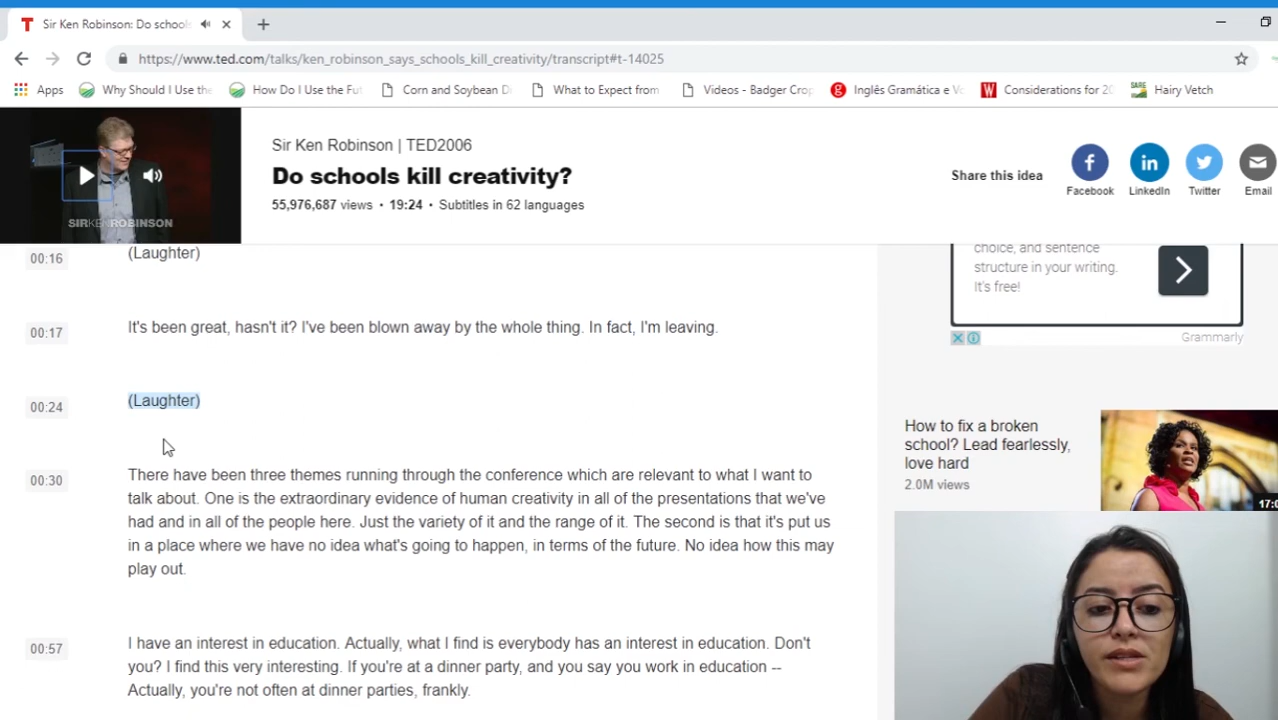 Sir Ken Robinson: Do school
https://www.ted.com/talks/ken_robinson_says_schools_kill_creativity/transcript#t-14025
Apps
Why Should I Use the
How Do I Use the Fut
Corn and Soybean Di
What to Expect from
Videos - Badger Crop
Inglês Gramática e Vo
Considerations for 20
Hairy Vetch
Sir Ken Robinson | TED2006
Do schools kill creativity?
55,976,687 views • 19:24 • Subtitles in 62 languages
SIRKENROBINSON
Share this idea
Facebook
LinkedIn
Twitter
Email
00:16
(Laughter)
00:17
It's been great, hasn't it? I've been blown away by the whole thing. In fact, I'm leaving.
00:24
(Laughter)
00:30
There have been three themes running through the conference which are relevant to what I want to
talk about. One is the extraordinary evidence of human creativity in all of the presentations that we've
had and in all of the people here. Just the variety of it and the range of it. The second is that it's put us
in a place where we have no idea what's going to happen, in terms of the future. No idea how this may
play out.
00:57
I have an interest in education. Actually, what I find is everybody has an interest in education. Don't
you? I find this very interesting. If you're at a dinner party, and you say you work in education --
Actually, you're not often at dinner parties, frankly.
choice, and sentence
structure in your writing.
It's free!
Grammarly
How to fix a broken
school? Lead fearlessly,
love hard
2.0M views
17:0